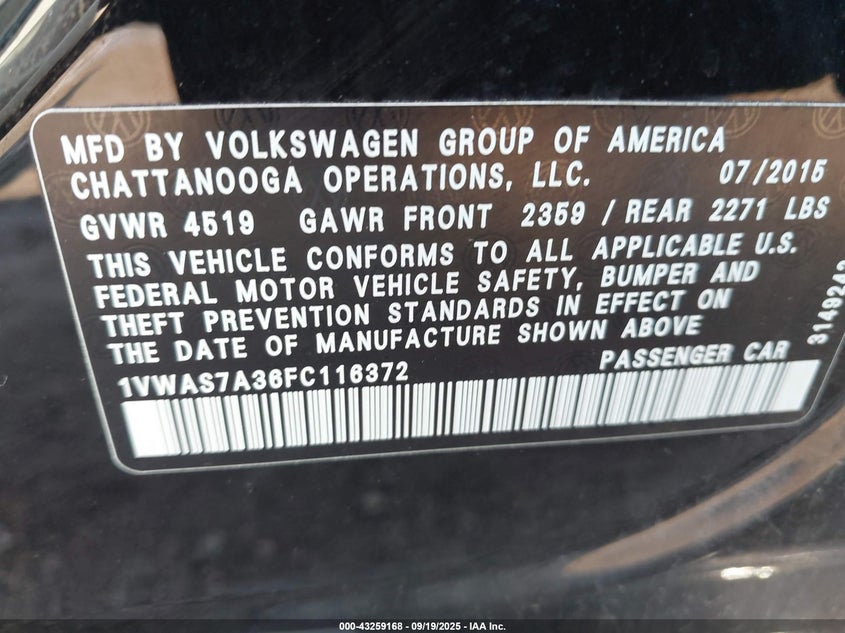 MFD BY VOLKSWAGEN GROUP OF AMERICA
CHATTANOOGA OPERATIONS, LLC. 07/2015
GVWR 4519 GAWR FRONT 2359 / REAR 2271 LBS
THIS VEHICLE CONFORMS TO ALL APPLICABLE U.S.
FEDERAL MOTOR VEHICLE SAFETY, BUMPER AND
THEFT PREVENTION STANDARDS IN EFFECT ON
THE DATE OF MANUFACTURE SHOWN ABOVE
1VWAS7A36FC116372 PASSENGER CAR
3149242
000-43259168 - 09/19/2025 - IAA Inc.